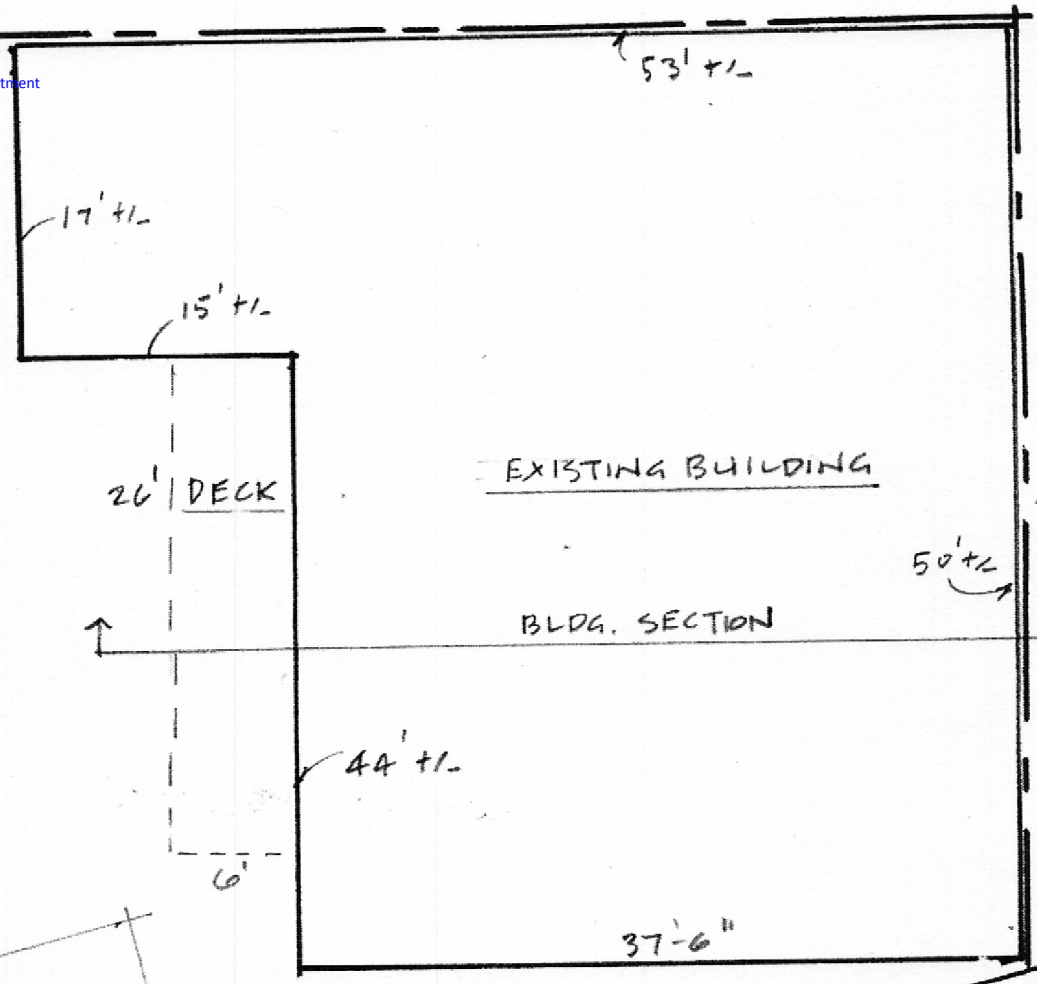 53' +/-
tment
17' +/-
15' +/-
EXISTING BUILDING
26' DECK
50' +/-
BLDG. SECTION
44' +/-
6'
37'-6"